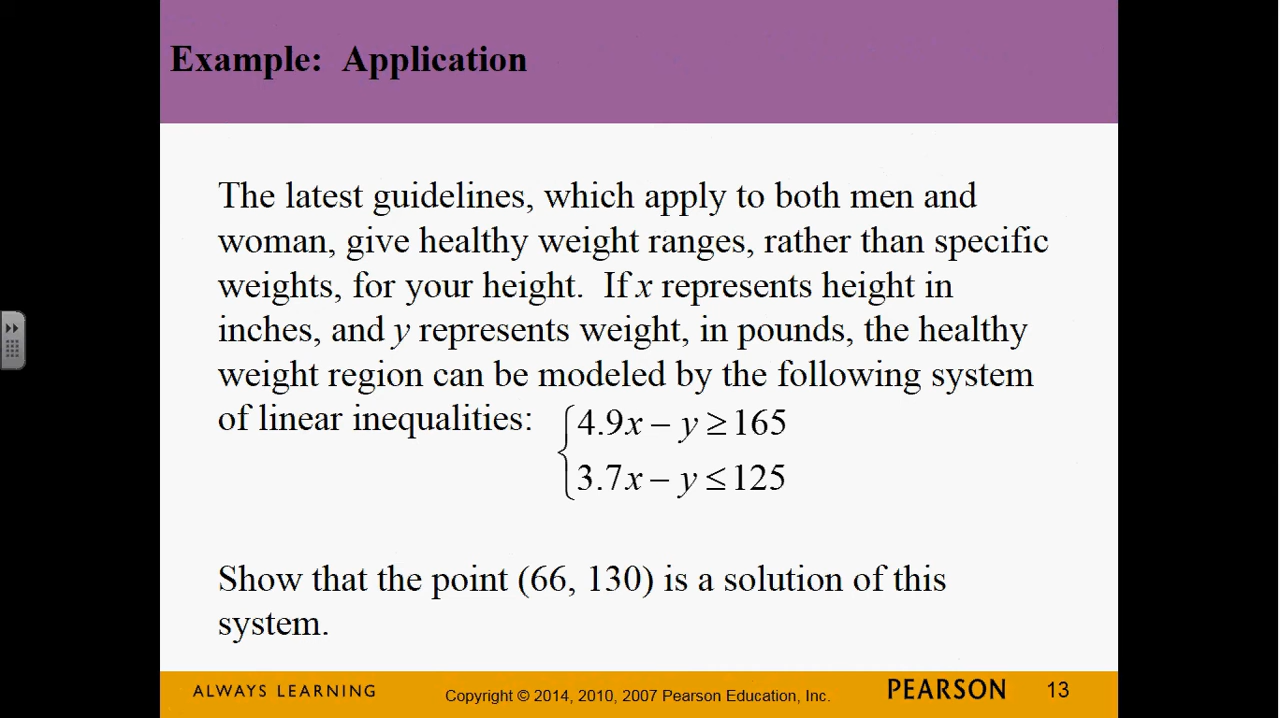 Example: Application
The latest guidelines, which apply to both men and
woman, give healthy weight ranges, rather than specific
weights, for your height. If x represents height in
inches, and y represents weight, in pounds, the healthy
weight region can be modeled by the following system
of linear inequalities:
4.9x – y ≥ 165
3.7x – y ≤ 125
Show that the point (66, 130) is a solution of this
system.
ALWAYS LEARNING
Copyright © 2014, 2010, 2007 Pearson Education, Inc.
PEARSON
13